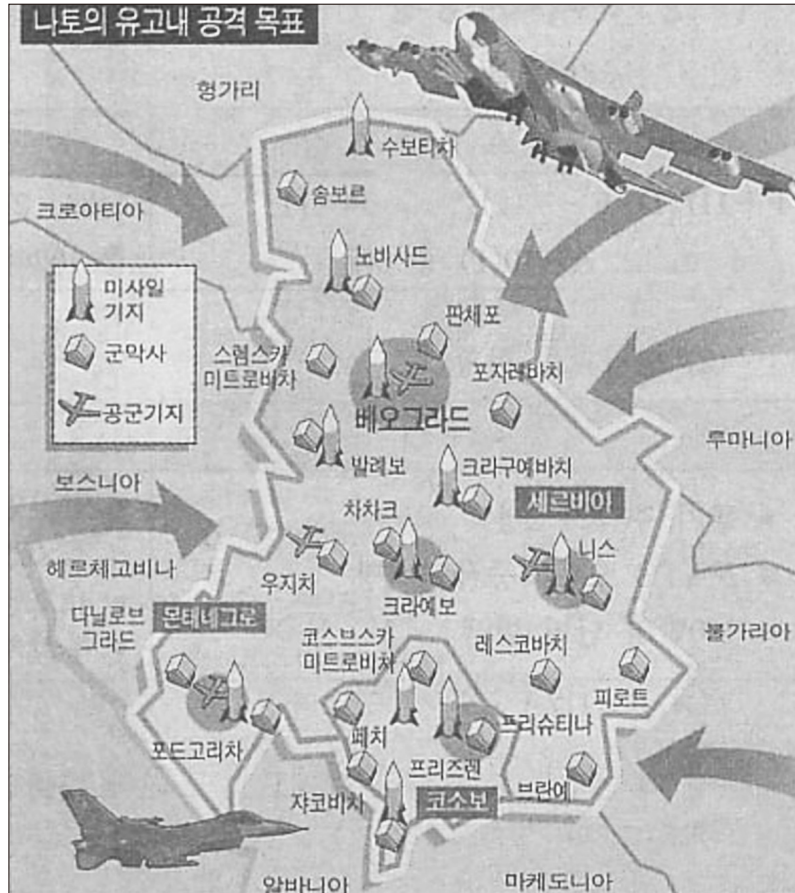 나토의 유고내 공격 목표
헝가리
수보티차
솜보르
크로아티아
노비사드
미사일
기지
군막사
공군기지
판체포
스렘스카
미트로비차
포자레바치
베오그라드
루마니아
발례보
크라구예바치
보스니아
세르비아
차차크
니스
우지치
헤르체고비나
크라예보
다닐로브
그라드
몬테네그로
코스브스카
미트로비차
레스코바치
불가리아
피로트
페치
프리슈티나
포드고리차
프리즈렌
쟈코비차
코소보
브란예
알바니아
마케도니아